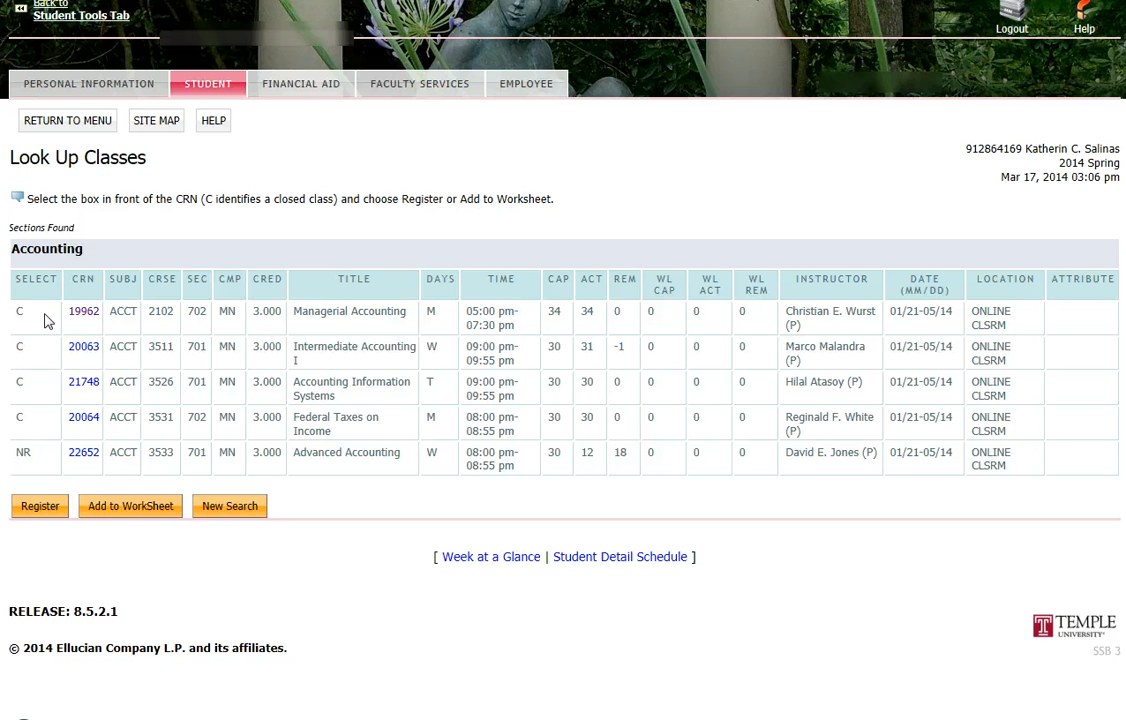 Back to
Student Tools Tab
Logout
Help
PERSONAL INFORMATION STUDENT FINANCIAL AID FACULTY SERVICES EMPLOYEE
RETURN TO MENU SITE MAP HELP
912864169 Katherin C. Salinas
Look Up Classes
2014 Spring
Mar 17, 2014 03:06 pm
Select the box in front of the CRN (C identifies a closed class) and choose Register or Add to Worksheet.
Sections Found
Accounting
SELECT CRN SUBJ CRSE SEC CMP CRED TITLE DAYS TIME CAP ACT REM WL CAP WL ACT WL REM INSTRUCTOR DATE (MM/DD) LOCATION ATTRIBUTE
C 19962 ACCT 2102 702 MN 3.000 Managerial Accounting M 05:00 pm-07:30 pm 34 34 0 0 0 0 Christian E. Wurst (P) 01/21-05/14 ONLINE CLSRM
C 20063 ACCT 3511 701 MN 3.000 Intermediate Accounting I W 09:00 pm-09:55 pm 30 31 -1 0 0 0 Marco Malandra (P) 01/21-05/14 ONLINE CLSRM
C 21748 ACCT 3526 701 MN 3.000 Accounting Information Systems T 09:00 pm-09:55 pm 30 30 0 0 0 0 Hilal Atasoy (P) 01/21-05/14 ONLINE CLSRM
C 20064 ACCT 3531 702 MN 3.000 Federal Taxes on Income M 08:00 pm-08:55 pm 30 30 0 0 0 0 Reginald F. White (P) 01/21-05/14 ONLINE CLSRM
NR 22652 ACCT 3533 701 MN 3.000 Advanced Accounting W 08:00 pm-08:55 pm 30 12 18 0 0 0 David E. Jones (P) 01/21-05/14 ONLINE CLSRM
Register Add to WorkSheet New Search
[ Week at a Glance | Student Detail Schedule ]
RELEASE: 8.5.2.1
TEMPLE
UNIVERSITY®
© 2014 Ellucian Company L.P. and its affiliates.
SSB 3